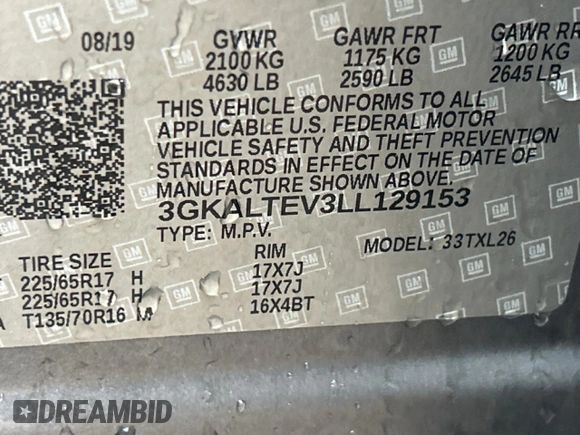 08/19 GVWR GAWR FRT GAWR RR
2100 KG 1175 KG 1200 KG
4630 LB 2590 LB 2645 LB
THIS VEHICLE CONFORMS TO ALL
APPLICABLE U.S. FEDERAL MOTOR
VEHICLE SAFETY AND THEFT PREVENTION
STANDARDS IN EFFECT ON THE DATE OF
MANUFACTURE SHOWN ABOVE.
3GKALTEV3LL129153
TYPE: M.P.V. MODEL: 33TXL26
TIRE SIZE RIM
225/65R17 H 17X7J
225/65R17 H 17X7J
T135/70R16 M 16X4BT
GM
DREAMBID